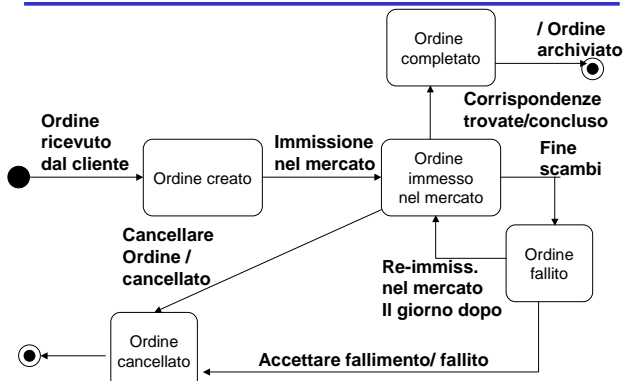 Ordine
completato
/ Ordine
archiviato
Corrispondenze
trovate/concluso
Ordine
ricevuto
dal cliente
Ordine creato
Immissione
nel mercato
Ordine
immesso
nel mercato
Fine
scambi
Cancellare
Ordine /
cancellato
Re-immiss.
nel mercato
Il giorno dopo
Ordine
fallito
Ordine
cancellato
Accettare fallimento/ fallito